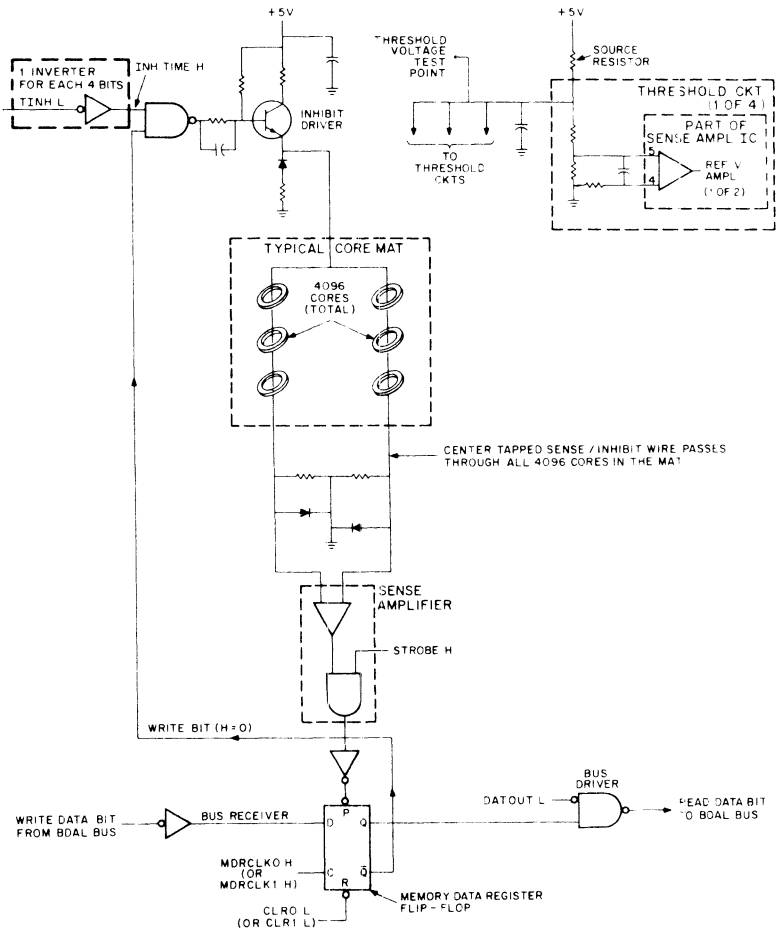 +5V
+5V
THRESHOLD
VOLTAGE
TEST
POINT
SOURCE
RESISTOR
1 INVERTER
FOR EACH 4 BITS
INH TIME H
TINH L
INHIBIT
DRIVER
THRESHOLD CKT
(1 OF 4)
PART OF
SENSE AMPL IC
5
4
REF V
AMPL
(1 OF 2)
TO
THRESHOLD
CKTS
TYPICAL CORE MAT
4096
CORES
(TOTAL)
CENTER TAPPED SENSE / INHIBIT WIRE PASSES
THROUGH ALL 4096 CORES IN THE MAT
SENSE
AMPLIFIER
STROBE H
WRITE BIT (H=0)
BUS
DRIVER
DATOUT L
READ DATA BIT
TO BDAL BUS
WRITE DATA BIT
FROM BDAL BUS
BUS RECEIVER
P
D
Q
C
Q̅
R
MDRCLK0 H
(OR
MDRCLK1 H)
MEMORY DATA REGISTER
FLIP-FLOP
CLR0 L
(OR CLR1 L)